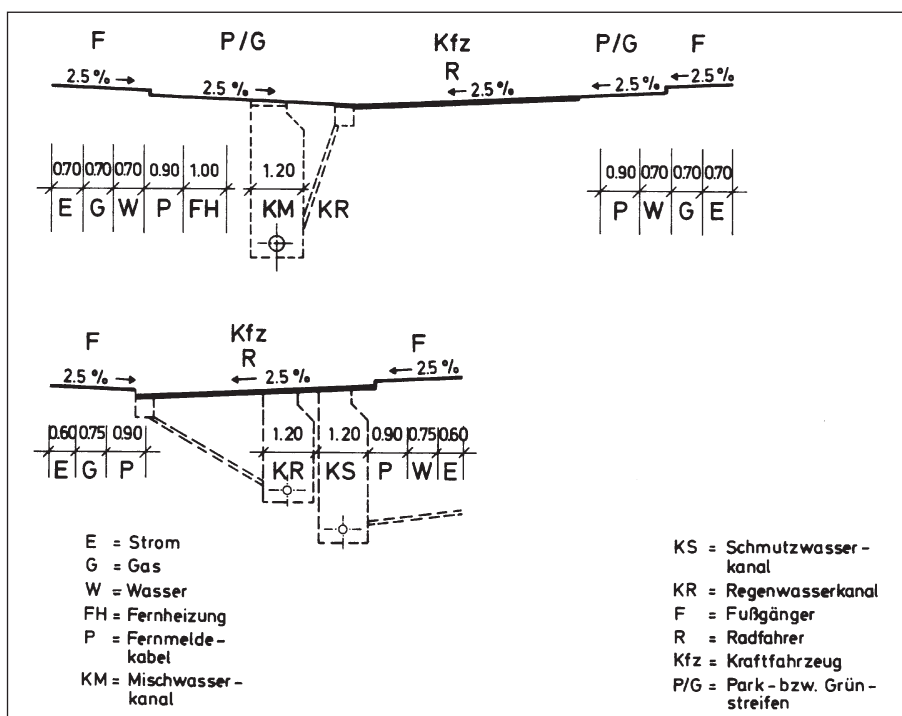 F P/G Kfz P/G F
R
2.5 % → 2.5 % → ← 2.5 % ← 2.5 % ← 2.5 %
0.70 0.70 0.70 0.90 1.00 1.20 0.90 0.70 0.70 0.70
E G W P FH KM KR P W G E
F Kfz F
R
2.5 % → ← 2.5 % ← 2.5 %
0.60 0.75 0.90 1.20 1.20 0.90 0.75 0.60
E G P KR KS P W E
E = Strom
G = Gas
W = Wasser
FH = Fernheizung
P = Fernmelde-
kabel
KM = Mischwasser-
kanal
KS = Schmutzwasser-
kanal
KR = Regenwasserkanal
F = Fußgänger
R = Radfahrer
Kfz = Kraftfahrzeug
P/G = Park- bzw. Grün-
streifen